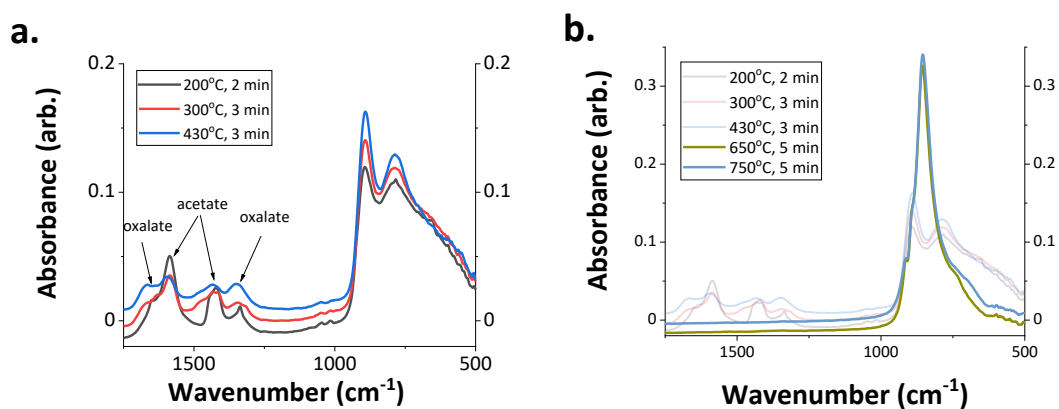 a.
Absorbance (arb.)
0.2
0.1
0
200°C, 2 min
300°C, 3 min
430°C, 3 min
oxalate
acetate
oxalate
0.2
0.1
0
1500
1000
500
Wavenumber (cm-1)
b.
Absorbance (arb.)
0.3
0.2
0.1
0
200°C, 2 min
300°C, 3 min
430°C, 3 min
650°C, 5 min
750°C, 5 min
0.3
0.2
0.1
0
1500
1000
500
Wavenumber (cm-1)